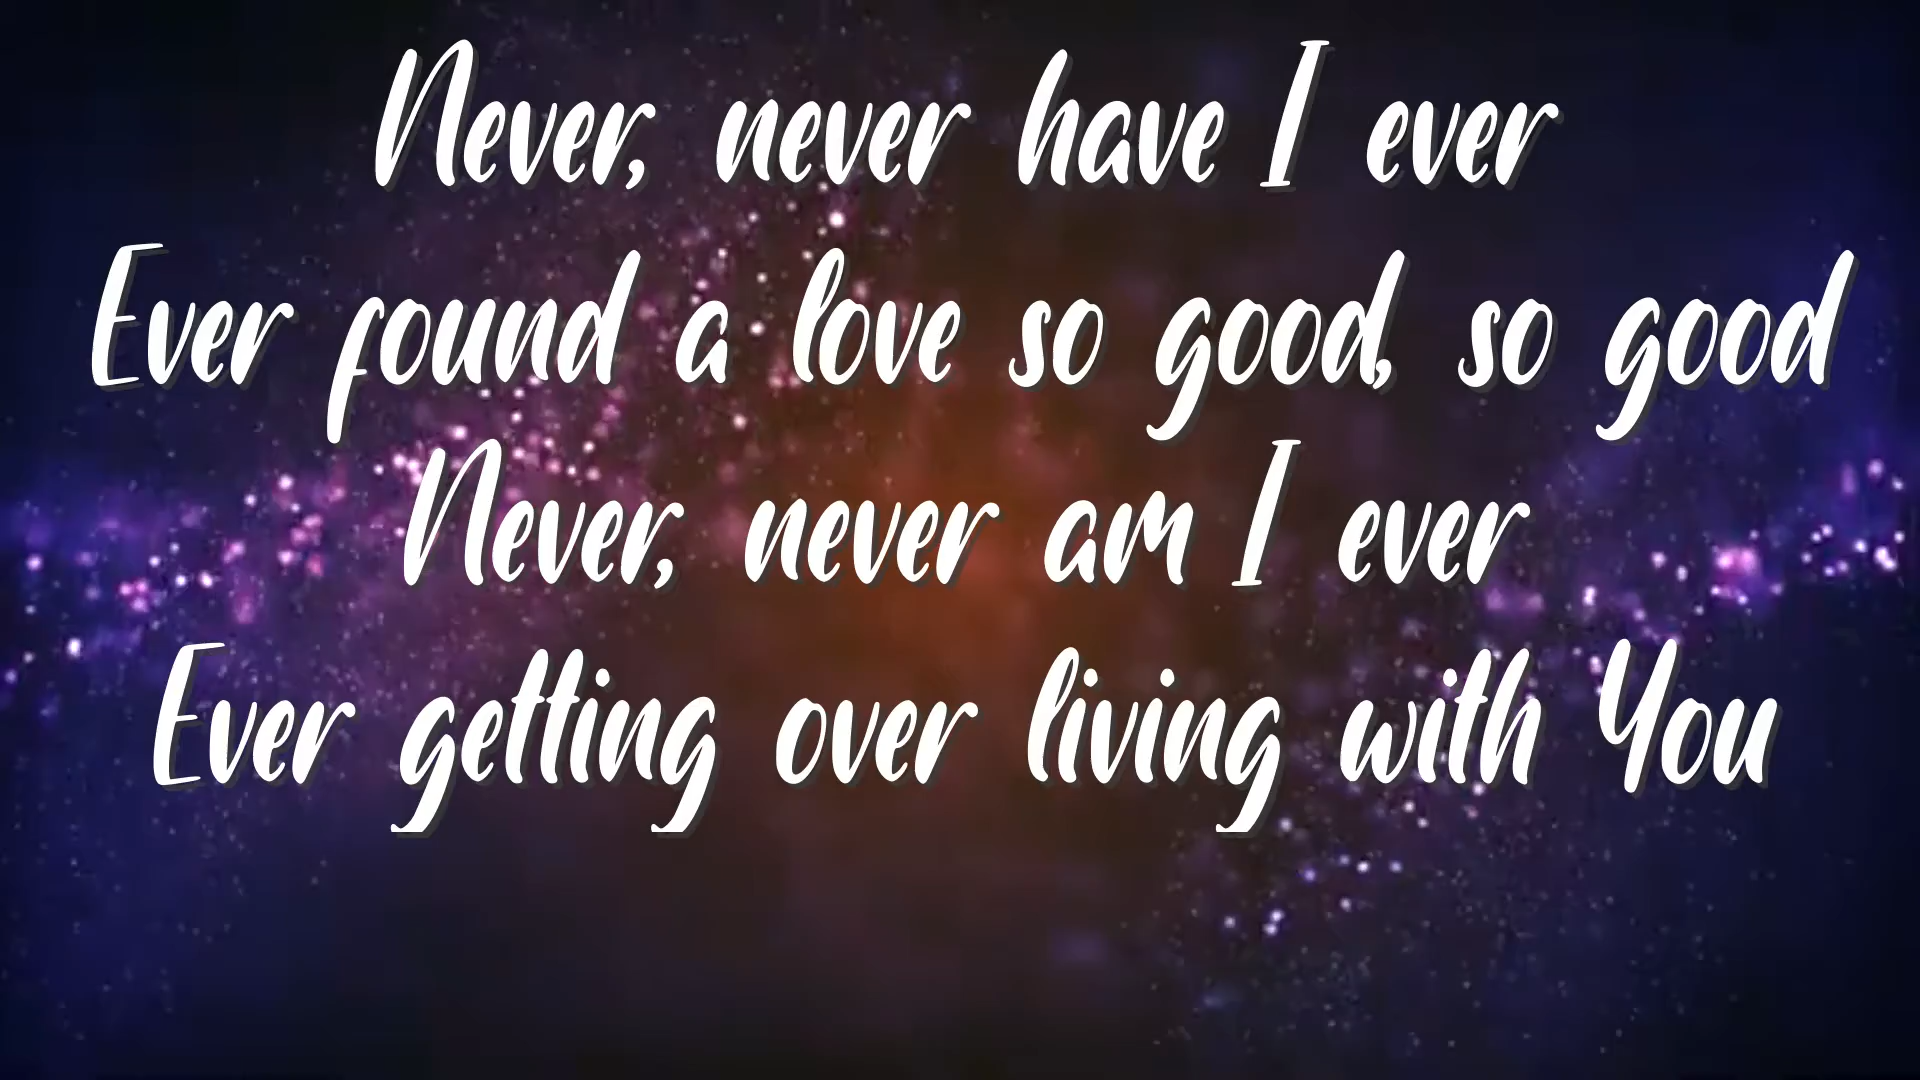 Never, never have I ever
Ever found a love so good, so good
Never, never am I ever
Ever getting over living with You